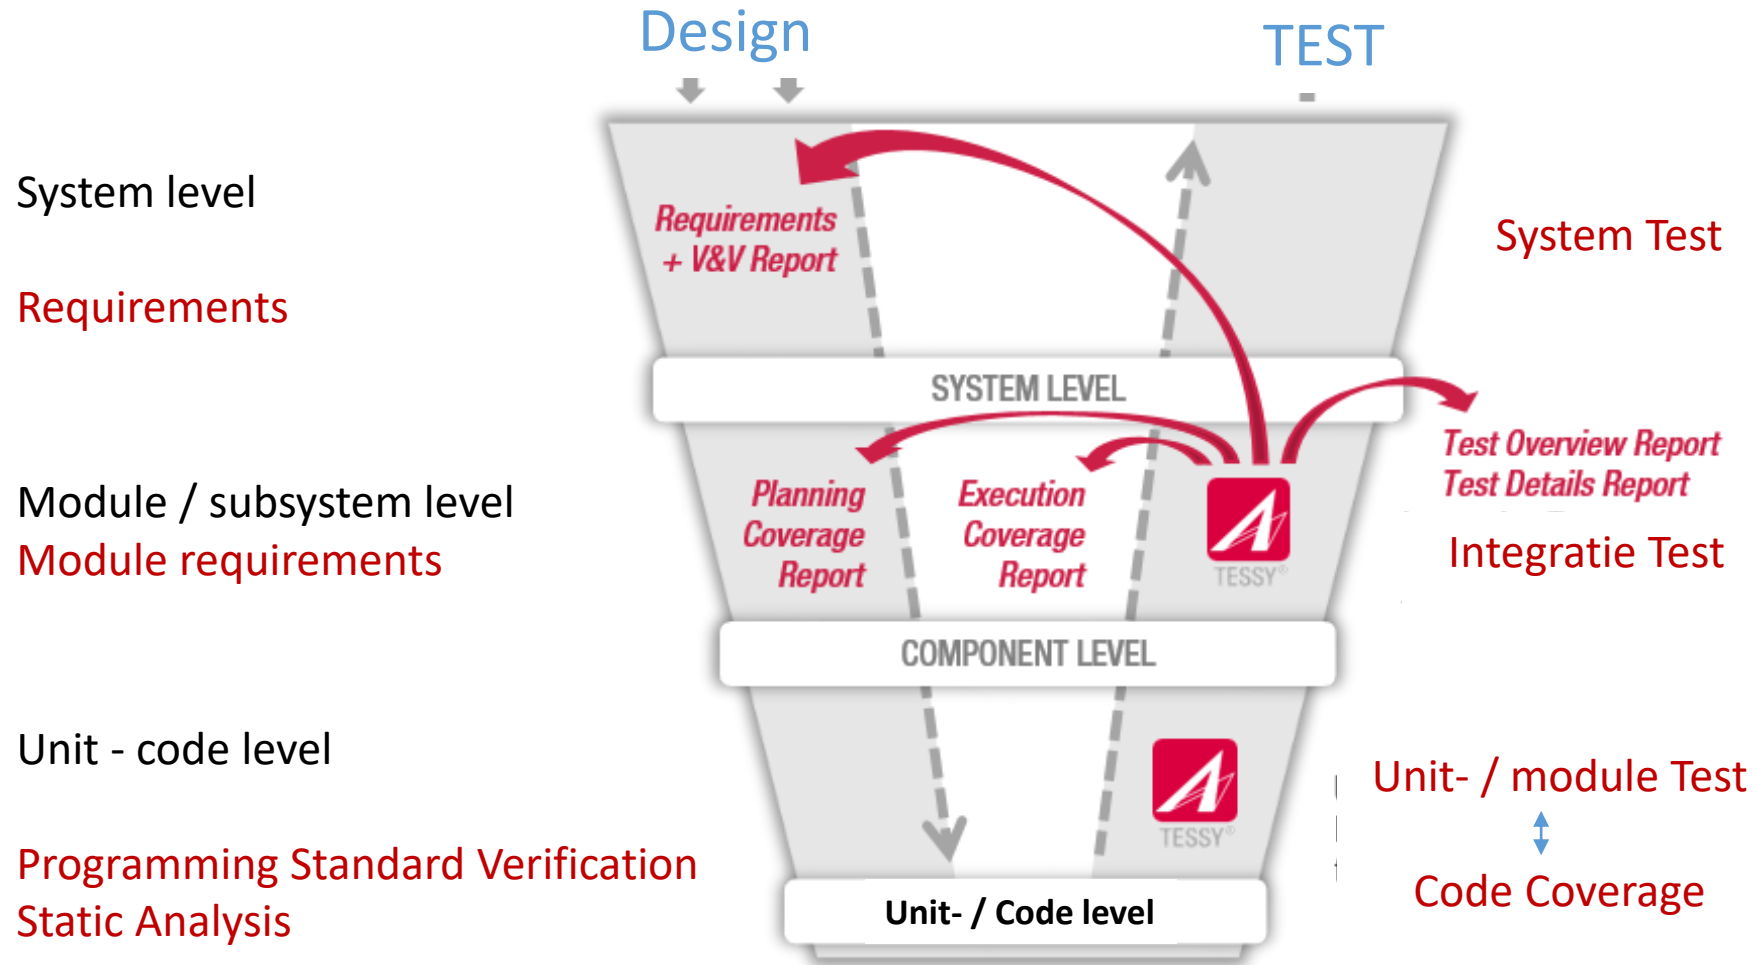 Design
TEST
System level
Requirements
Requirements
+ V&V Report
System Test
SYSTEM LEVEL
Test Overview Report
Test Details Report
Module / subsystem level
Module requirements
Planning
Coverage
Report
Execution
Coverage
Report
TESSY®
Integratie Test
COMPONENT LEVEL
Unit - code level
Programming Standard Verification
Static Analysis
TESSY®
Unit- / module Test
Code Coverage
Unit- / Code level